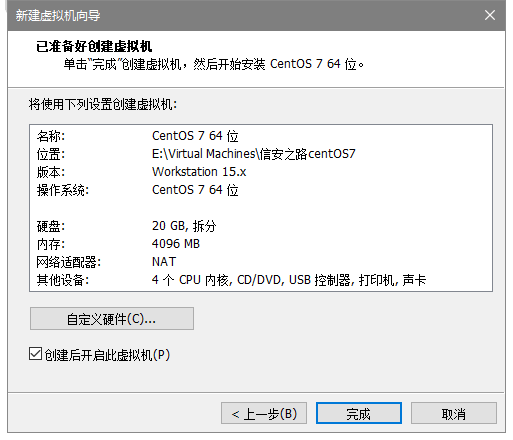 新建虚拟机向导
已准备好创建虚拟机
单击“完成”创建虚拟机，然后开始安装 CentOS 7 64 位。
将使用下列设置创建虚拟机:
名称: CentOS 7 64 位
位置: E:\Virtual Machines\信安之路centOS7
版本: Workstation 15.x
操作系统: CentOS 7 64 位
硬盘: 20 GB, 拆分
内存: 4096 MB
网络适配器: NAT
其他设备: 4 个 CPU 内核, CD/DVD, USB 控制器, 打印机, 声卡
自定义硬件(C)...
创建后开启此虚拟机(P)
< 上一步(B) 完成 取消